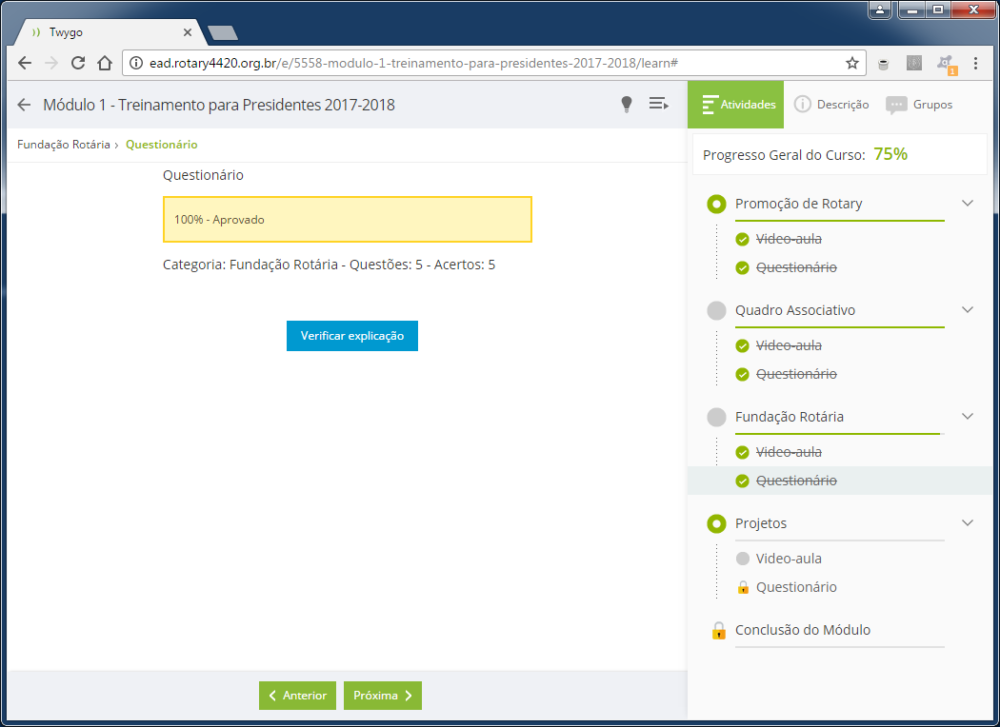 Twygo
ead.rotary4420.org.br/e/5558-modulo-1-treinamento-para-presidentes-2017-2018/learn#
1
Módulo 1 - Treinamento para Presidentes 2017-2018
Fundação Rotária › Questionário
Questionário
100% - Aprovado
Categoria: Fundação Rotária - Questões: 5 - Acertos: 5
Verificar explicação
Anterior
Próxima
Atividades
Descrição
Grupos
Progresso Geral do Curso: 75%
Promoção de Rotary
Video-aula
Questionário
Quadro Associativo
Video-aula
Questionário
Fundação Rotária
Video-aula
Questionário
Projetos
Video-aula
Questionário
Conclusão do Módulo